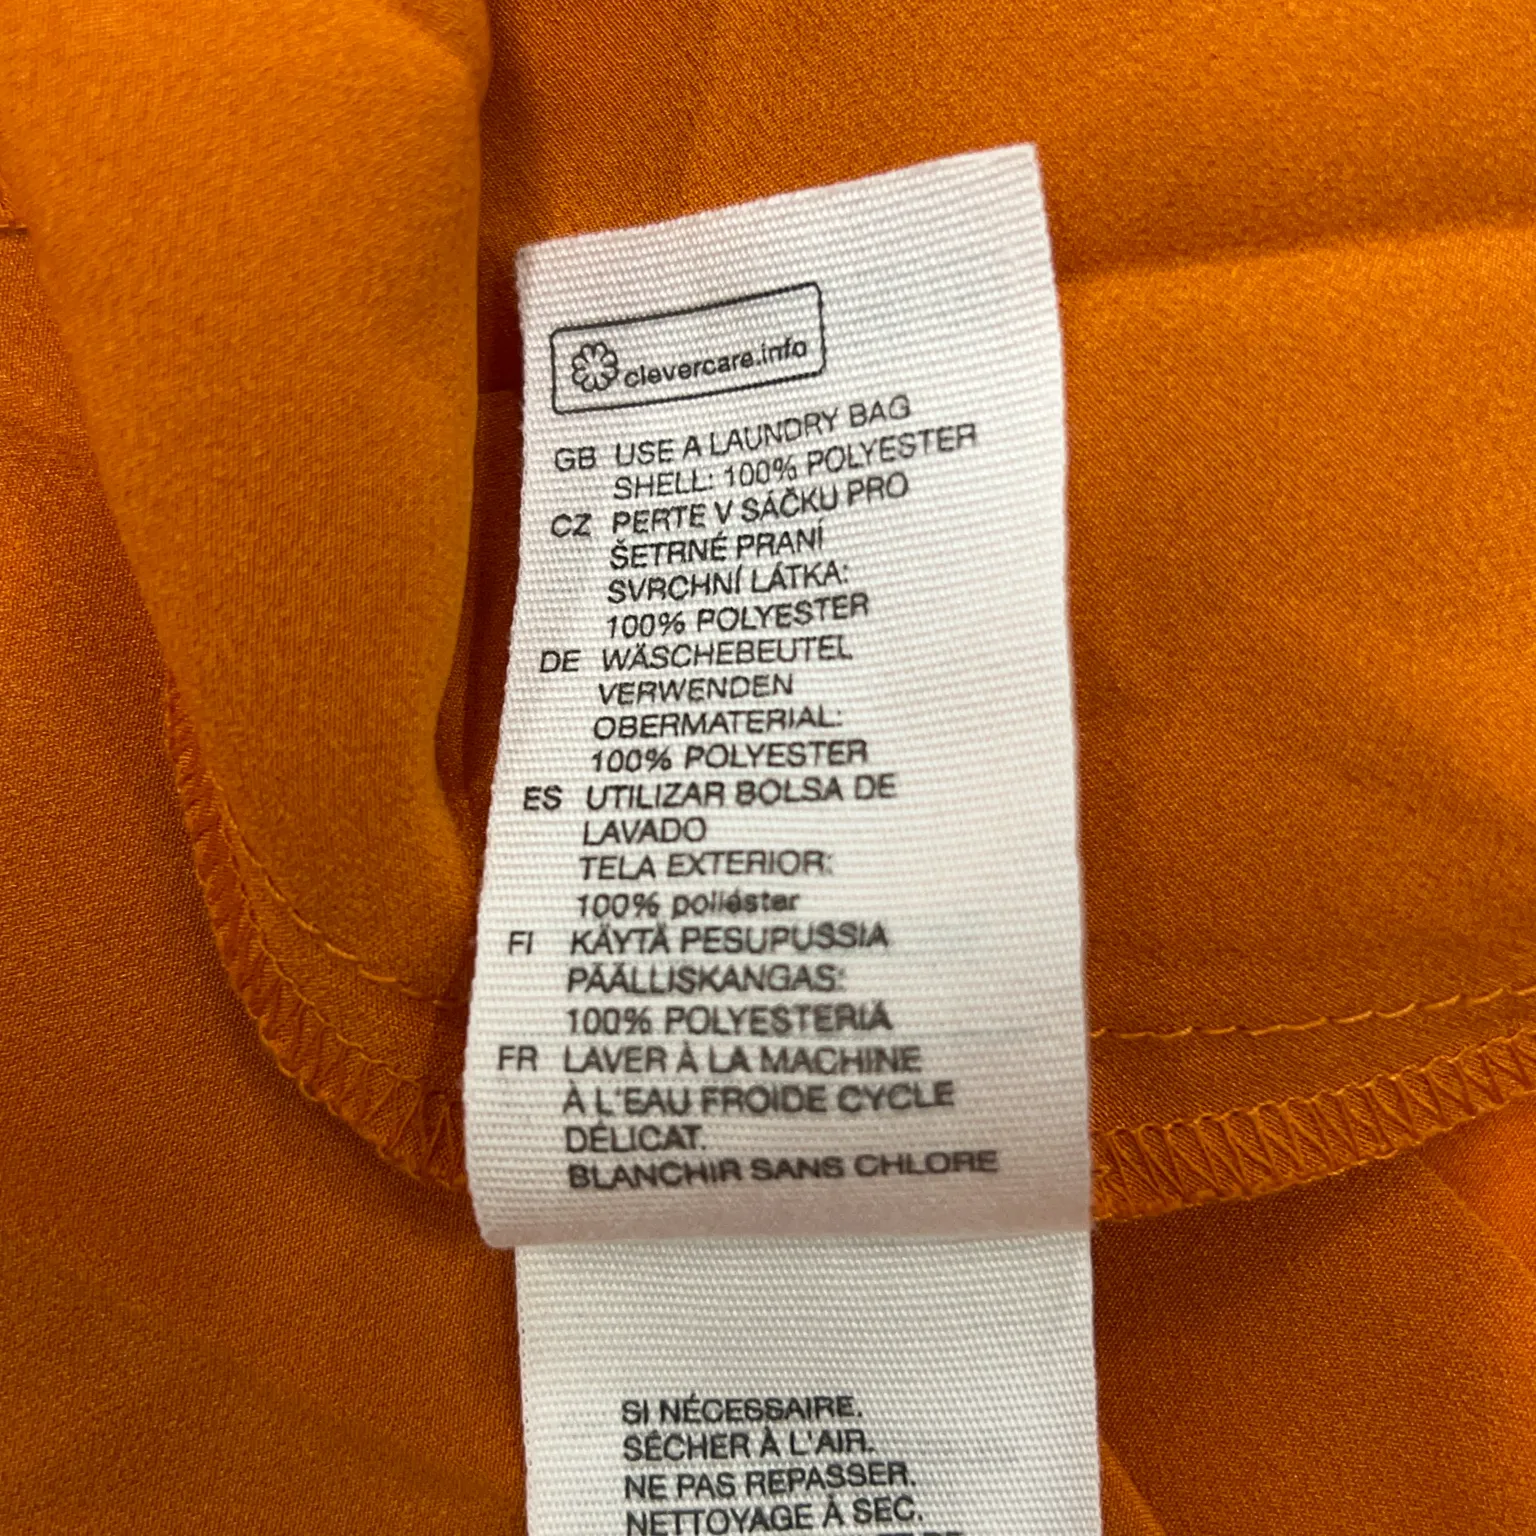 clevercare.info
GB USE A LAUNDRY BAG
SHELL: 100% POLYESTER
CZ PERTE V SÁČKU PRO
ŠETRNÉ PRANÍ
SVRCHNÍ LÁTKA:
100% POLYESTER
DE WÄSCHEBEUTEL
VERWENDEN
OBERMATERIAL:
100% POLYESTER
ES UTILIZAR BOLSA DE
LAVADO
TELA EXTERIOR:
100% poliéster
FI KÄYTÄ PESUPUSSIA
PÄÄLLISKANGAS:
100% POLYESTERIÄ
FR LAVER À LA MACHINE
À L'EAU FROIDE CYCLE
DÉLICAT.
BLANCHIR SANS CHLORE
SI NÉCESSAIRE.
SÉCHER À L'AIR.
NE PAS REPASSER.
NETTOYAGE À SEC.